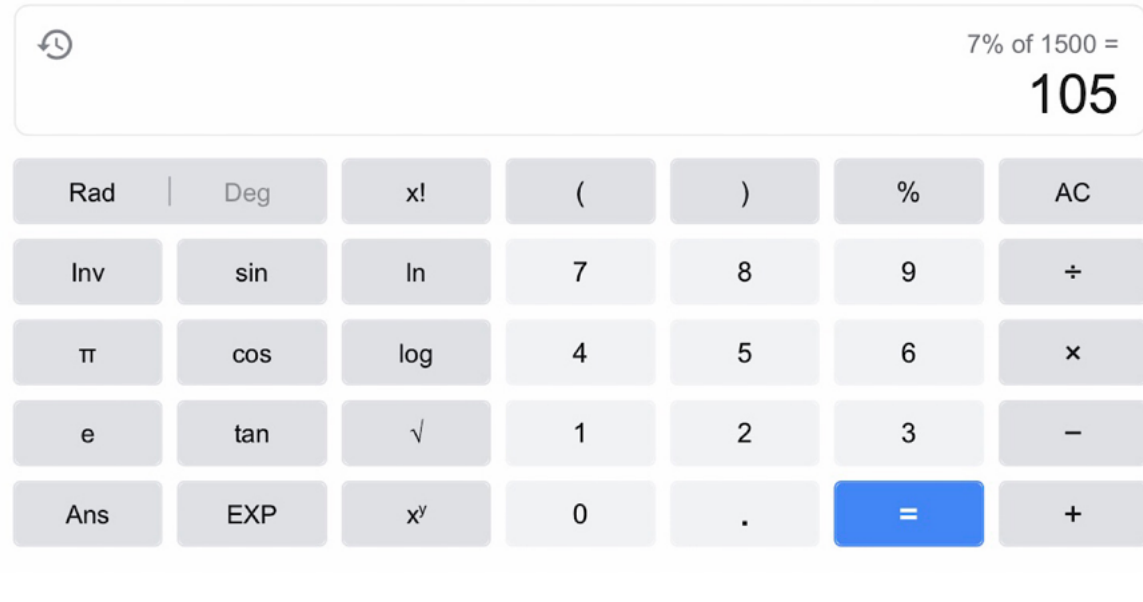 7% of 1500 =
105
Rad | Deg x! ( ) % AC
Inv sin ln 7 8 9 ÷
π cos log 4 5 6 ×
e tan √ 1 2 3 −
Ans EXP xʸ 0 . = +